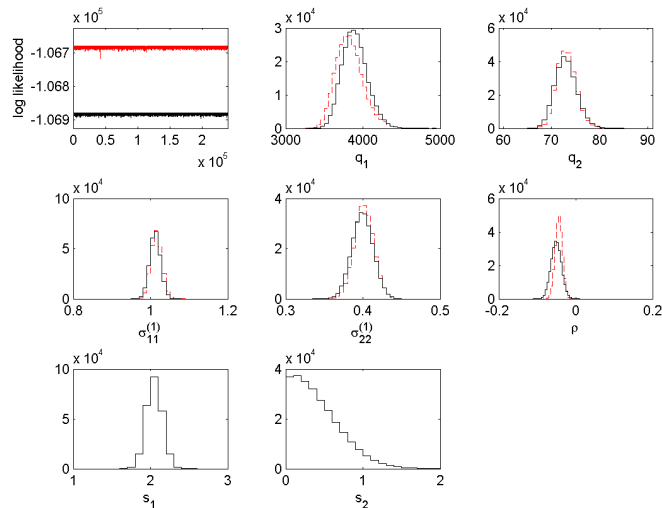 x 10^5
-1.067
-1.068
-1.069
log likelihood
0 0.5 1 1.5 2
x 10^5
x 10^4
3
2
1
0
3000 4000 5000
q_1
x 10^4
6
4
2
0
60 70 80 90
q_2
x 10^4
10
5
0
0.8 1 1.2
σ_11^(1)
x 10^4
4
2
0
0.3 0.4 0.5
σ_22^(1)
x 10^4
6
4
2
0
-0.2 0 0.2
ρ
x 10^4
10
5
0
1 2 3
s_1
x 10^4
4
2
0
0 1 2
s_2